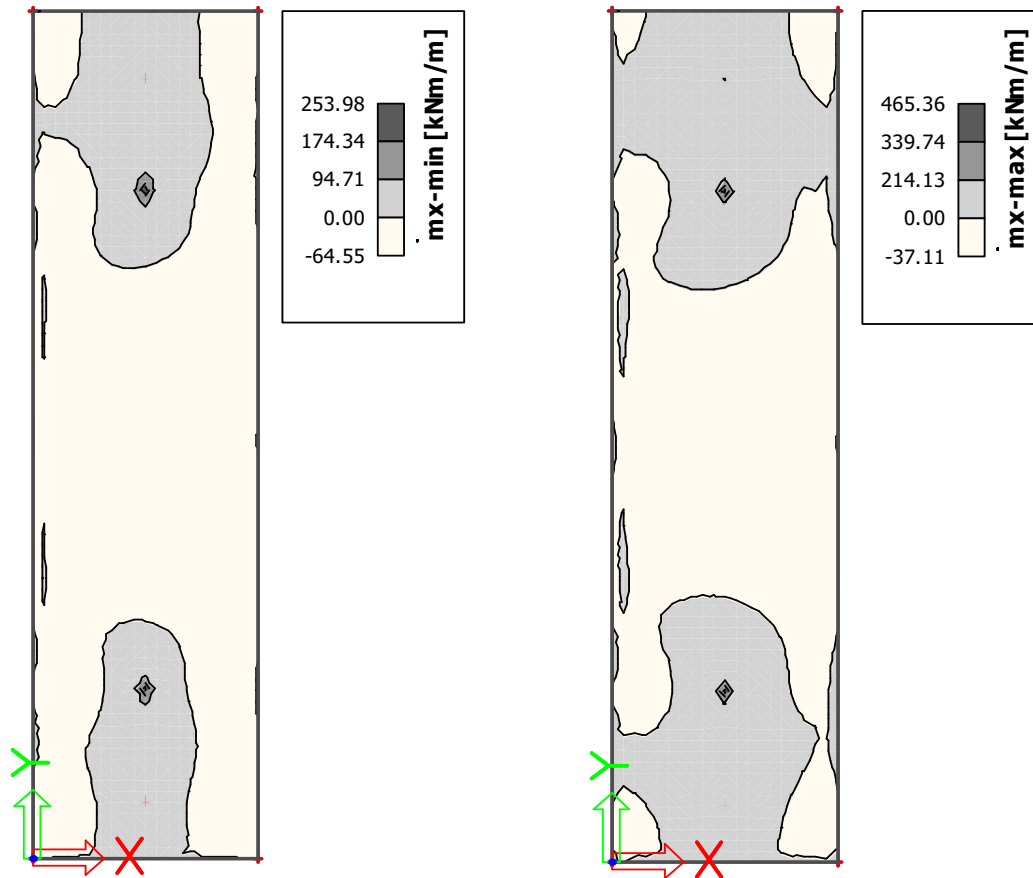 253.98
174.34
94.71
0.00
-64.55
mx-min [kNm/m]
465.36
339.74
214.13
0.00
-37.11
mx-max [kNm/m]
Y
X
Y
X